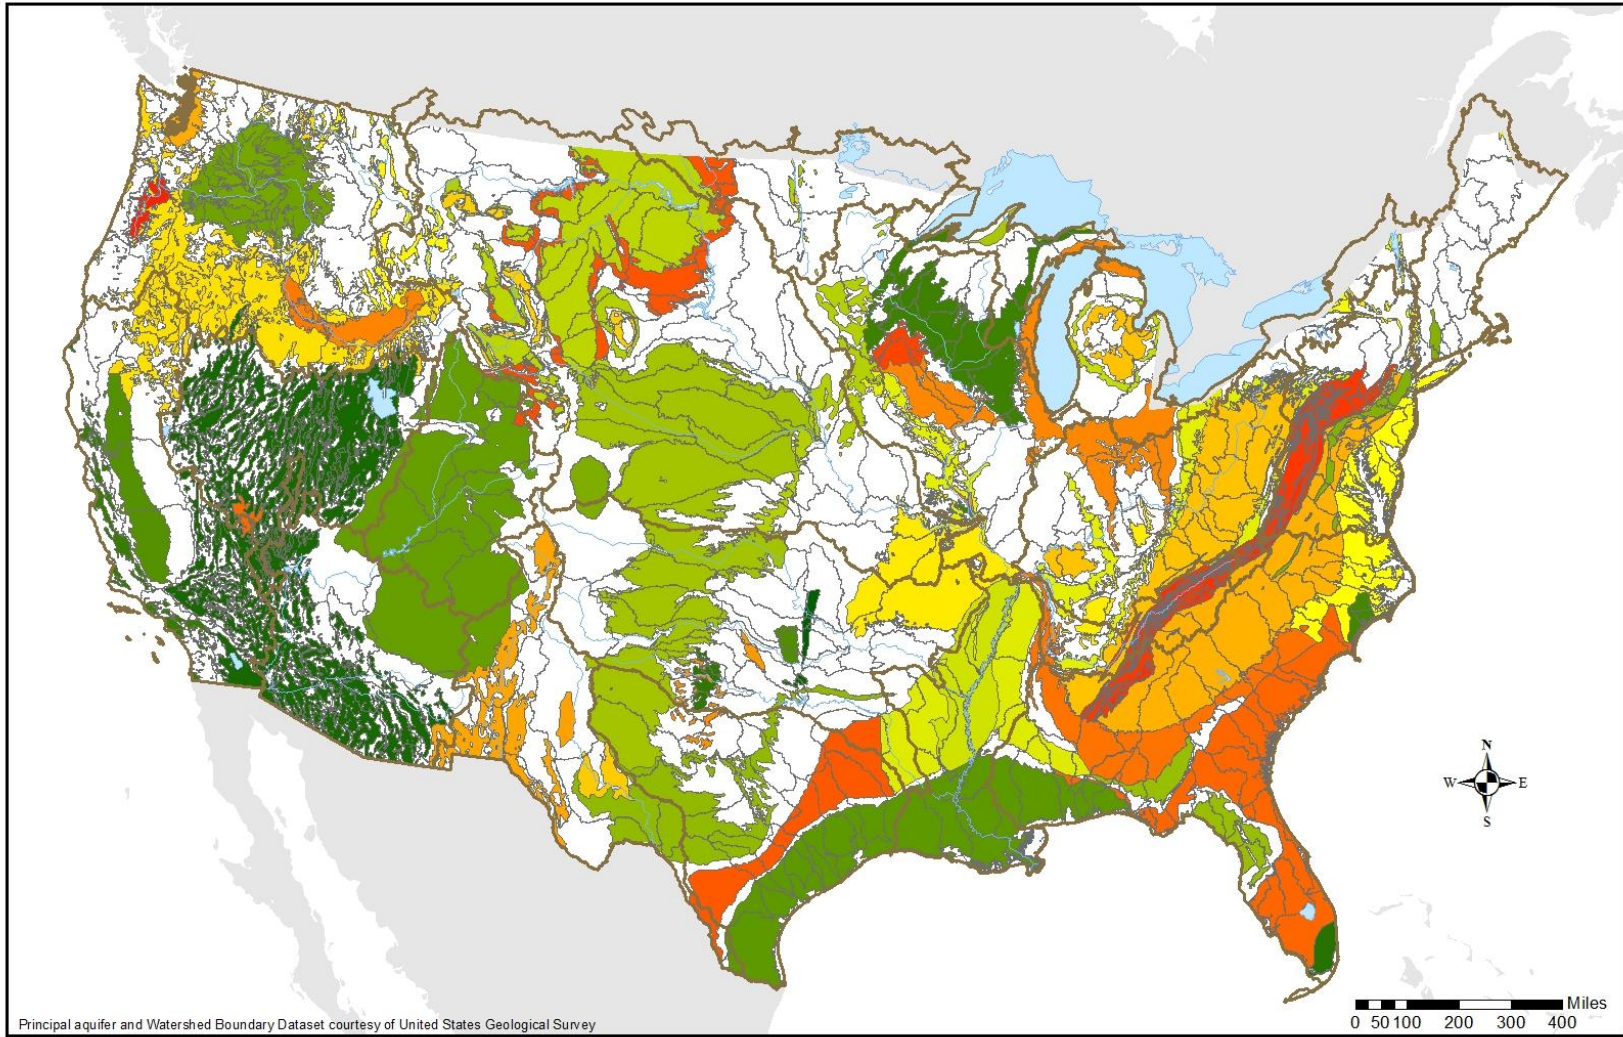 N
W E
S
Miles
0 50 100 200 300 400
Principal aquifer and Watershed Boundary Dataset courtesy of United States Geological Survey